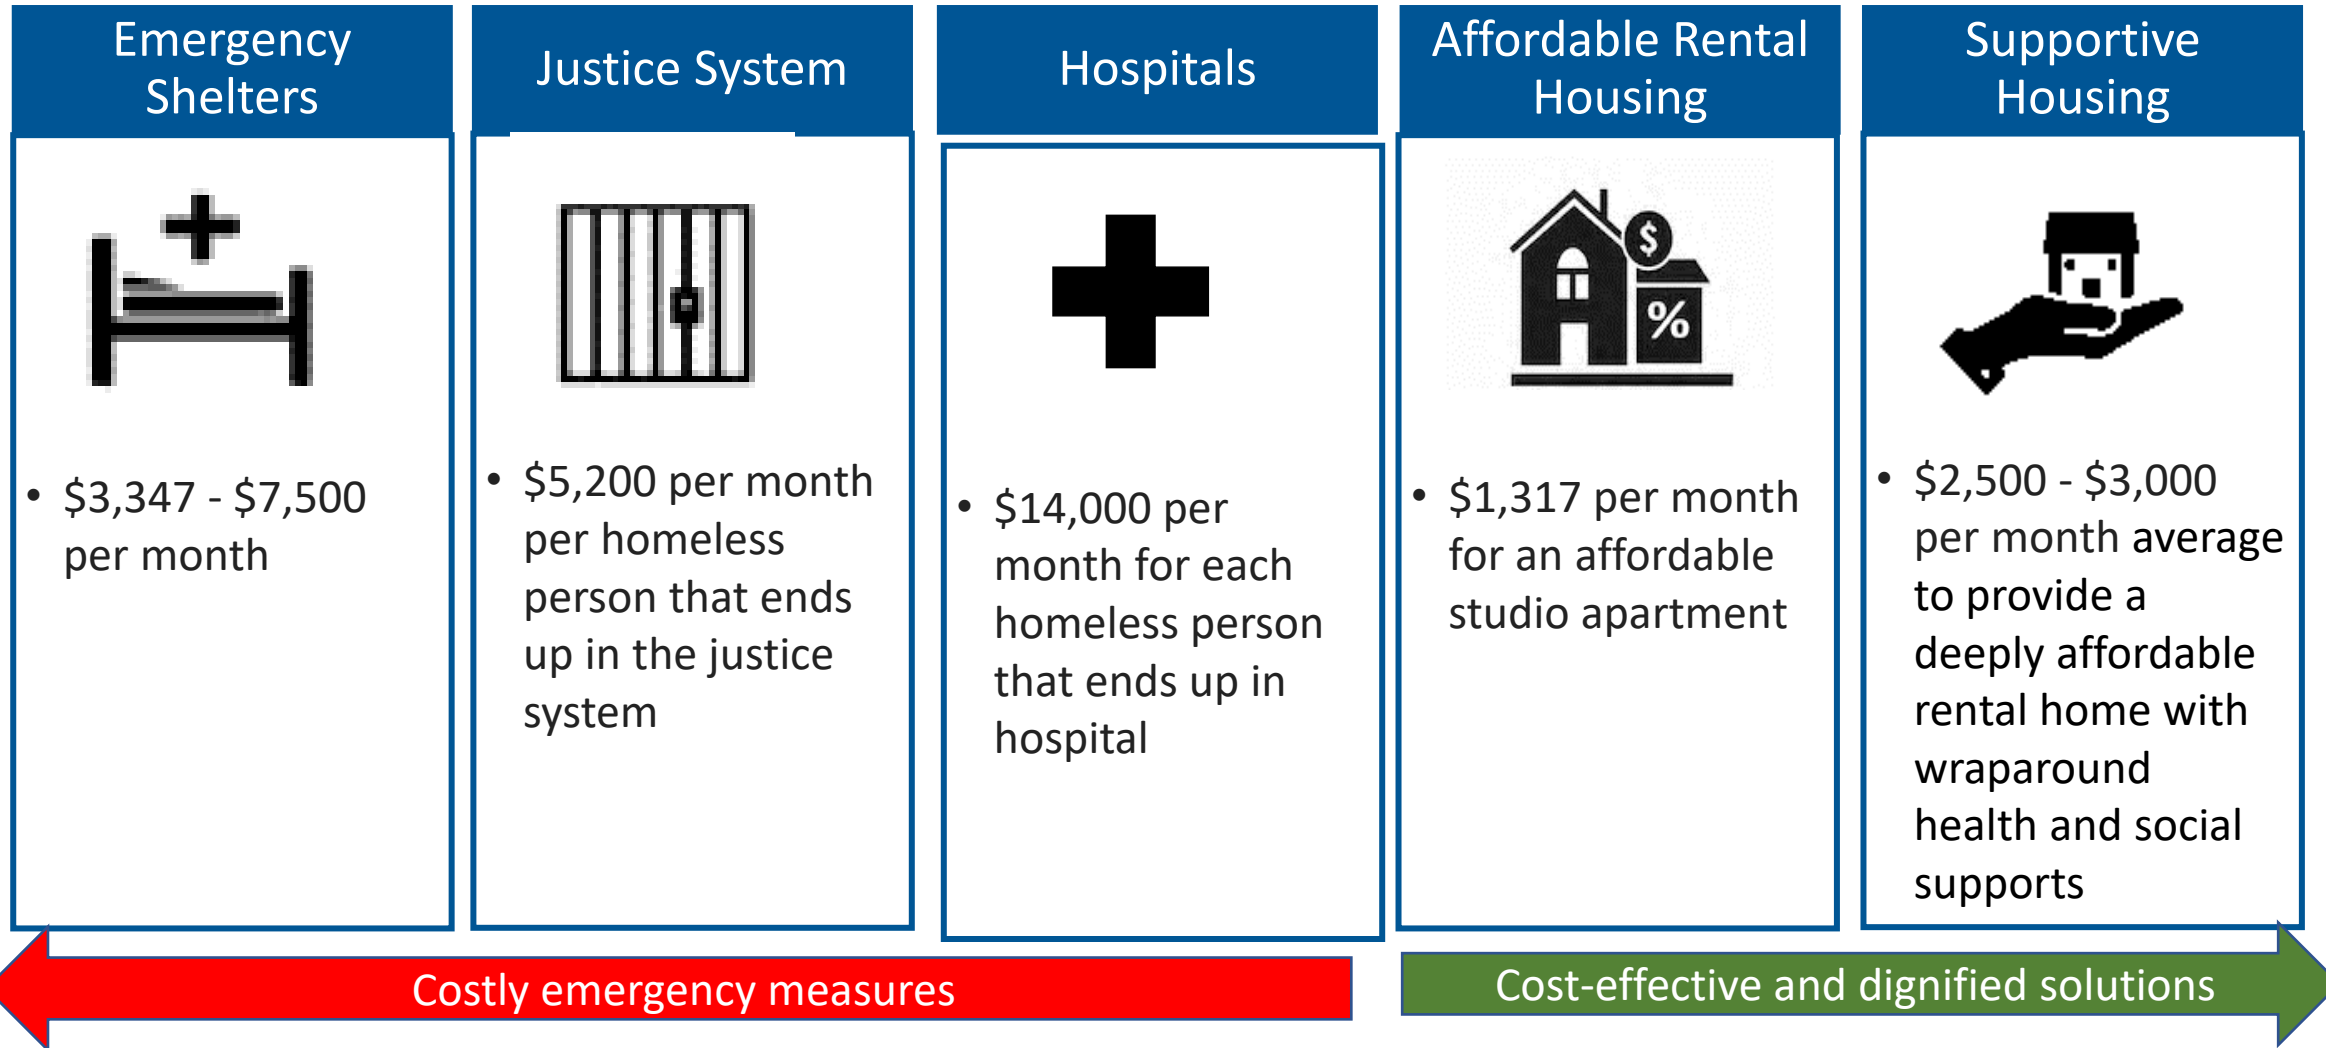 Emergency
Shelters
Justice System
Hospitals
Affordable Rental
Housing
Supportive
Housing
$
%
• $3,347 - $7,500
per month
• $5,200 per month
per homeless
person that ends
up in the justice
system
• $14,000 per
month for each
homeless person
that ends up in
hospital
• $1,317 per month
for an affordable
studio apartment
• $2,500 - $3,000
per month average
to provide a
deeply affordable
rental home with
wraparound
health and social
supports
Costly emergency measures
Cost-effective and dignified solutions